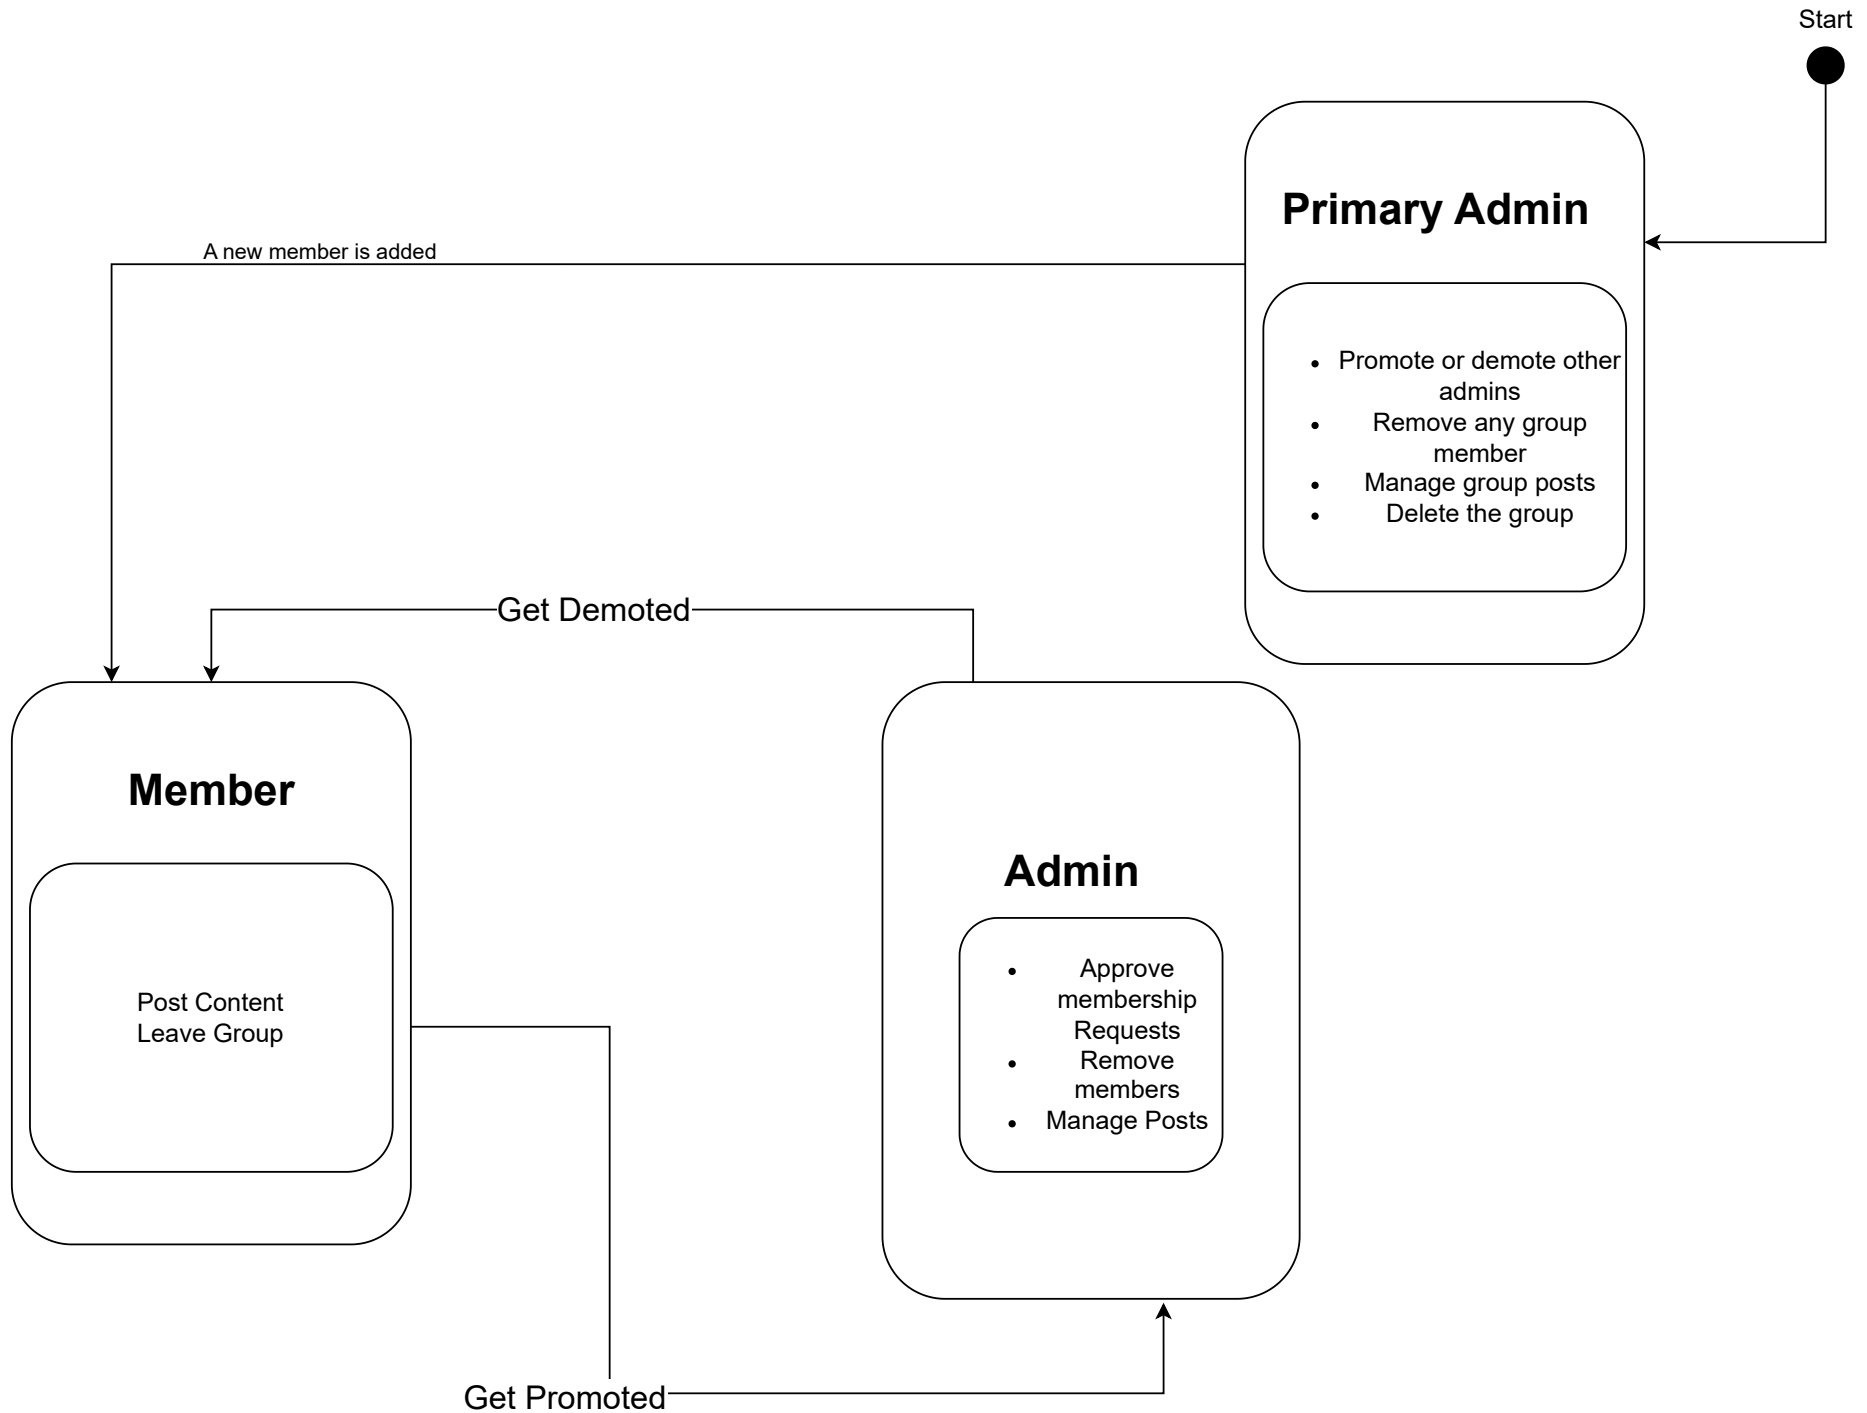 Start
Primary Admin
A new member is added
• Promote or demote other
admins
• Remove any group
member
• Manage group posts
• Delete the group
Get Demoted
Member
Post Content
Leave Group
Admin
• Approve
membership
Requests
• Remove
members
• Manage Posts
Get Promoted